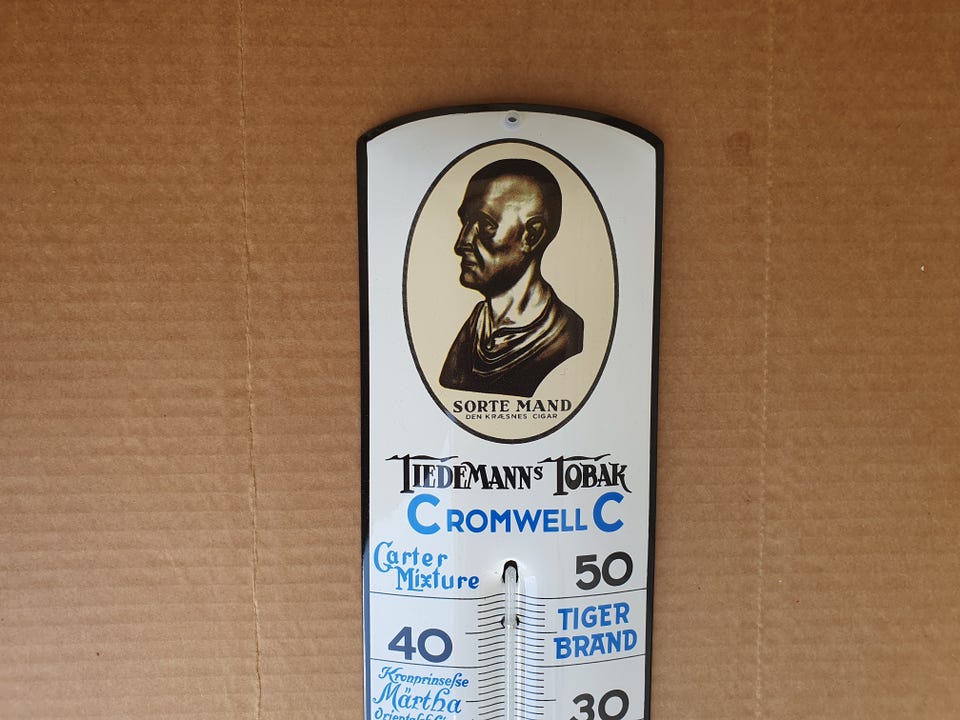 SORTE MAND
DEN KRÆSNES CIGAR
TIEDEMANNS TOBAK
CROMWELL C
Carter
Mixture
50
TIGER
BRAND
40
Kronprinsesse
Märtha
30